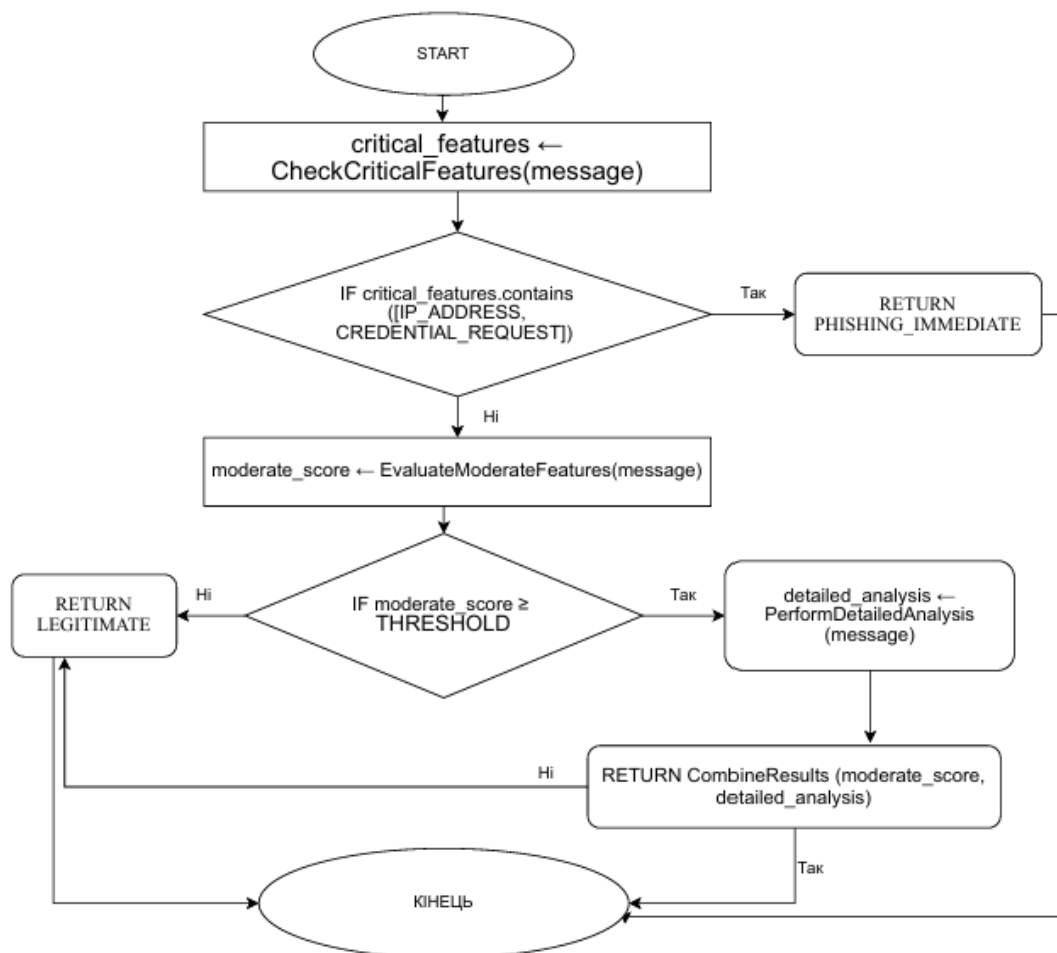 START
critical_features ←
CheckCriticalFeatures(message)
IF critical_features.contains
([IP_ADDRESS,
CREDENTIAL_REQUEST])
Так
RETURN
PHISHING_IMMEDIATE
Ні
moderate_score ← EvaluateModerateFeatures(message)
RETURN
LEGITIMATE
Ні
IF moderate_score ≥
THRESHOLD
Так
detailed_analysis ←
PerformDetailedAnalysis
(message)
Ні
RETURN CombineResults (moderate_score,
detailed_analysis)
Так
КІНЕЦЬ